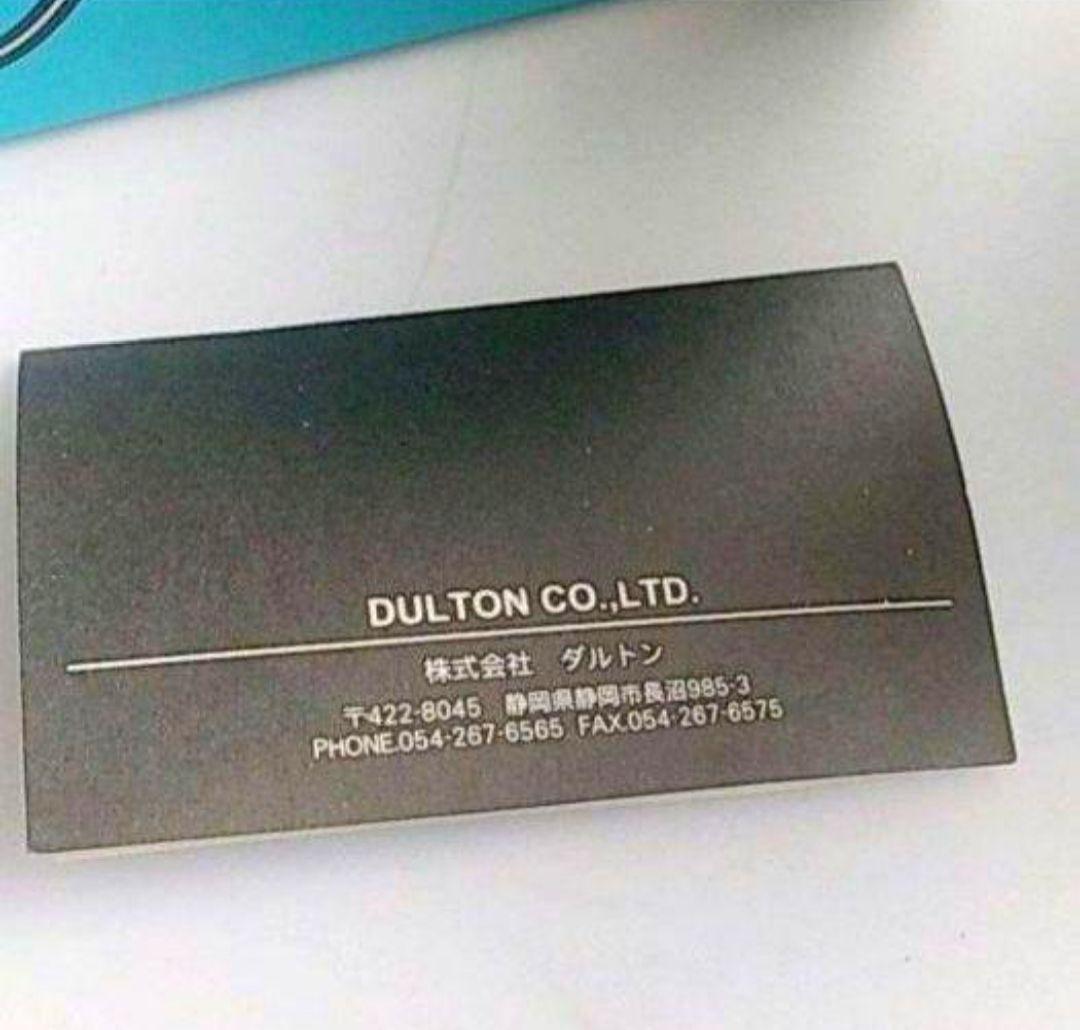 DULTON CO.,LTD.
株式会社　ダルトン
〒422-8045　静岡県静岡市長沼985-3
PHONE.054-267-6565 FAX.054-267-6575